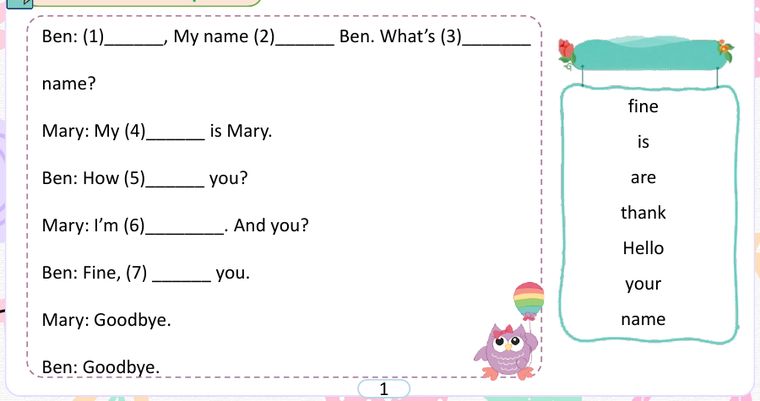 Ben: (1)______, My name (2)______ Ben. What's (3)_______
name?
Mary: My (4)______ is Mary.
Ben: How (5)______ you?
Mary: I'm (6)________. And you?
Ben: Fine, (7) ______ you.
Mary: Goodbye.
Ben: Goodbye.
fine
is
are
thank
Hello
your
name
1